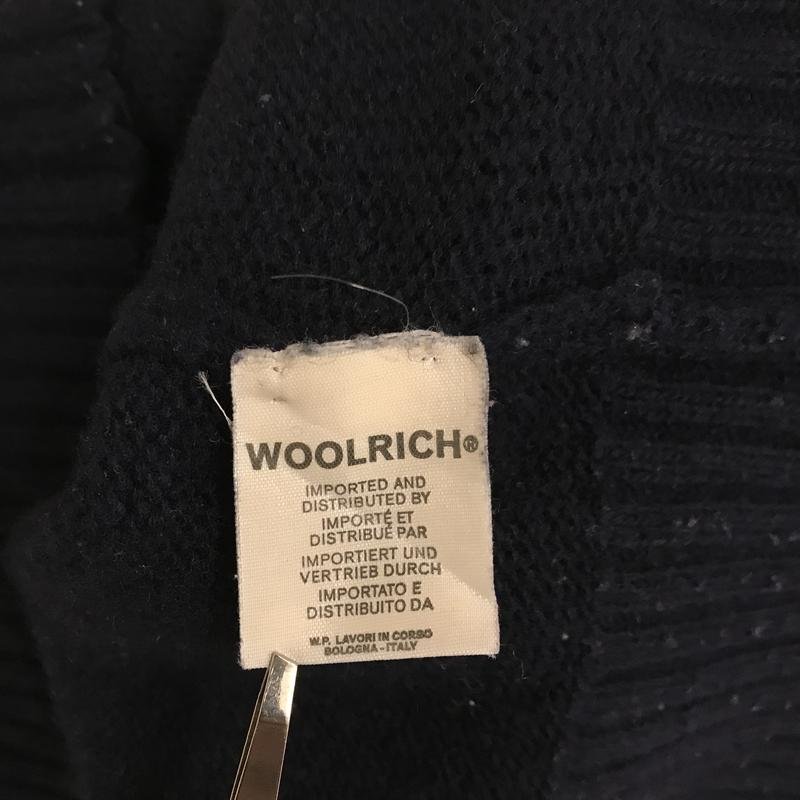 WOOLRICH®
IMPORTED AND
DISTRIBUTED BY
IMPORTÉ ET
DISTRIBUÉ PAR
IMPORTIERT UND
VERTRIEB DURCH
IMPORTATO E
DISTRIBUITO DA
W.P. LAVORI IN CORSO
BOLOGNA - ITALY